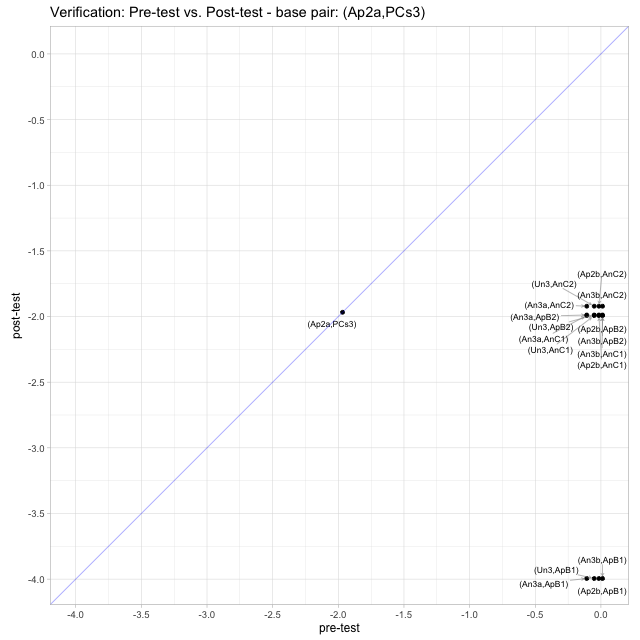 Verification: Pre-test vs. Post-test - base pair: (Ap2a,PCs3)
0.0
-0.5
-1.0
-1.5
(Ap2b,AnC2)
(Un3,AnC2)
(An3b,AnC2)
(An3a,AnC2)
post-test
-2.0
(An3a,ApB2)
(Ap2a,PCs3)
(Un3,ApB2)
(Ap2b,ApB2)
(An3a,AnC1)
(An3b,ApB2)
(Un3,AnC1)
(An3b,AnC1)
(Ap2b,AnC1)
-2.5
-3.0
-3.5
(An3b,ApB1)
(Un3,ApB1)
-4.0
(An3a,ApB1)
(Ap2b,ApB1)
-4.0 -3.5 -3.0 -2.5 -2.0 -1.5 -1.0 -0.5 0.0
pre-test